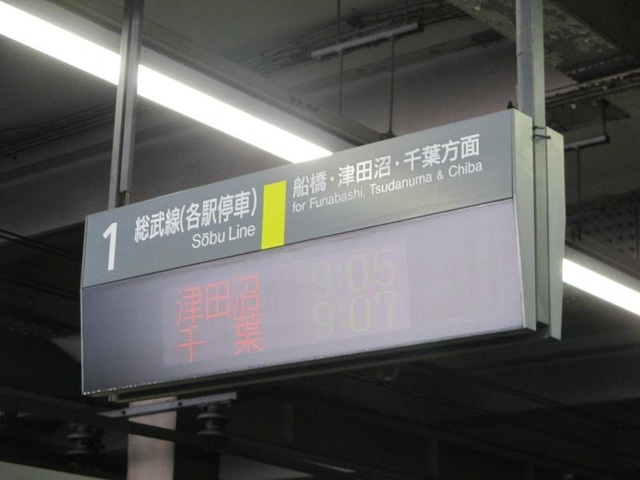 1 総武線(各駅停車)
Sōbu Line
船橋・津田沼・千葉方面
for Funabashi, Tsudanuma & Chiba
津田沼 9:05
千 葉 9:07